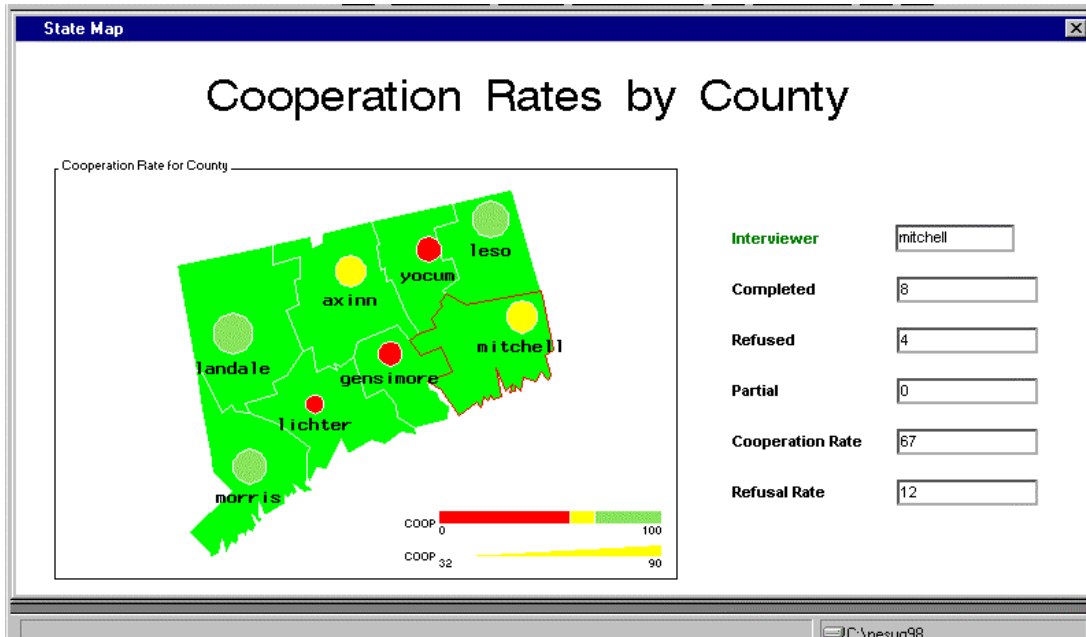 State Map
Cooperation Rates by County
Cooperation Rate for County
leso
yocum
axinn
mitchell
landale
gensimore
lichter
morris
COOP
0 100
COOP
32 90
Interviewer mitchell
Completed 8
Refused 4
Partial 0
Cooperation Rate 67
Refusal Rate 12
C:\nesug98